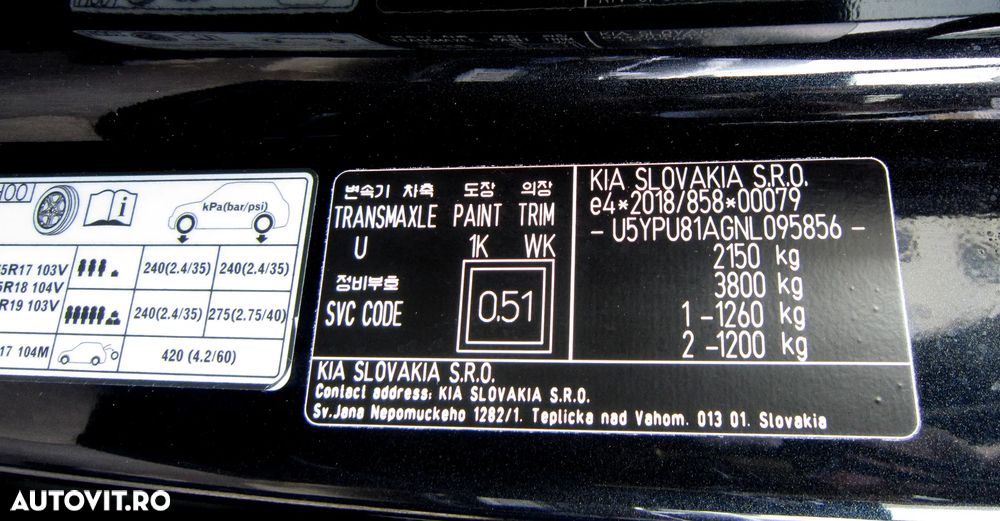 kPa(bar/psi)
5R17 103V
5R18 104V
R19 103V
240(2.4/35) 240(2.4/35)
240(2.4/35) 275(2.75/40)
17 104M
420 (4.2/60)
변속기 차축 도장 의장
TRANSMAXLE PAINT TRIM
U 1K WK
정비부호
SVC CODE
0.51
KIA SLOVAKIA S.R.O.
e4*2018/858*00079
- U5YPU81AGNL095856 -
2150 kg
3800 kg
1 -1260 kg
2 -1200 kg
KIA SLOVAKIA S.R.O.
Contact address: KIA SLOVAKIA S.R.O.
Sv.Jana Nepomuckeho 1282/1. Teplicka nad Vahom. 013 01. Slovakia
AUTOVIT.RO